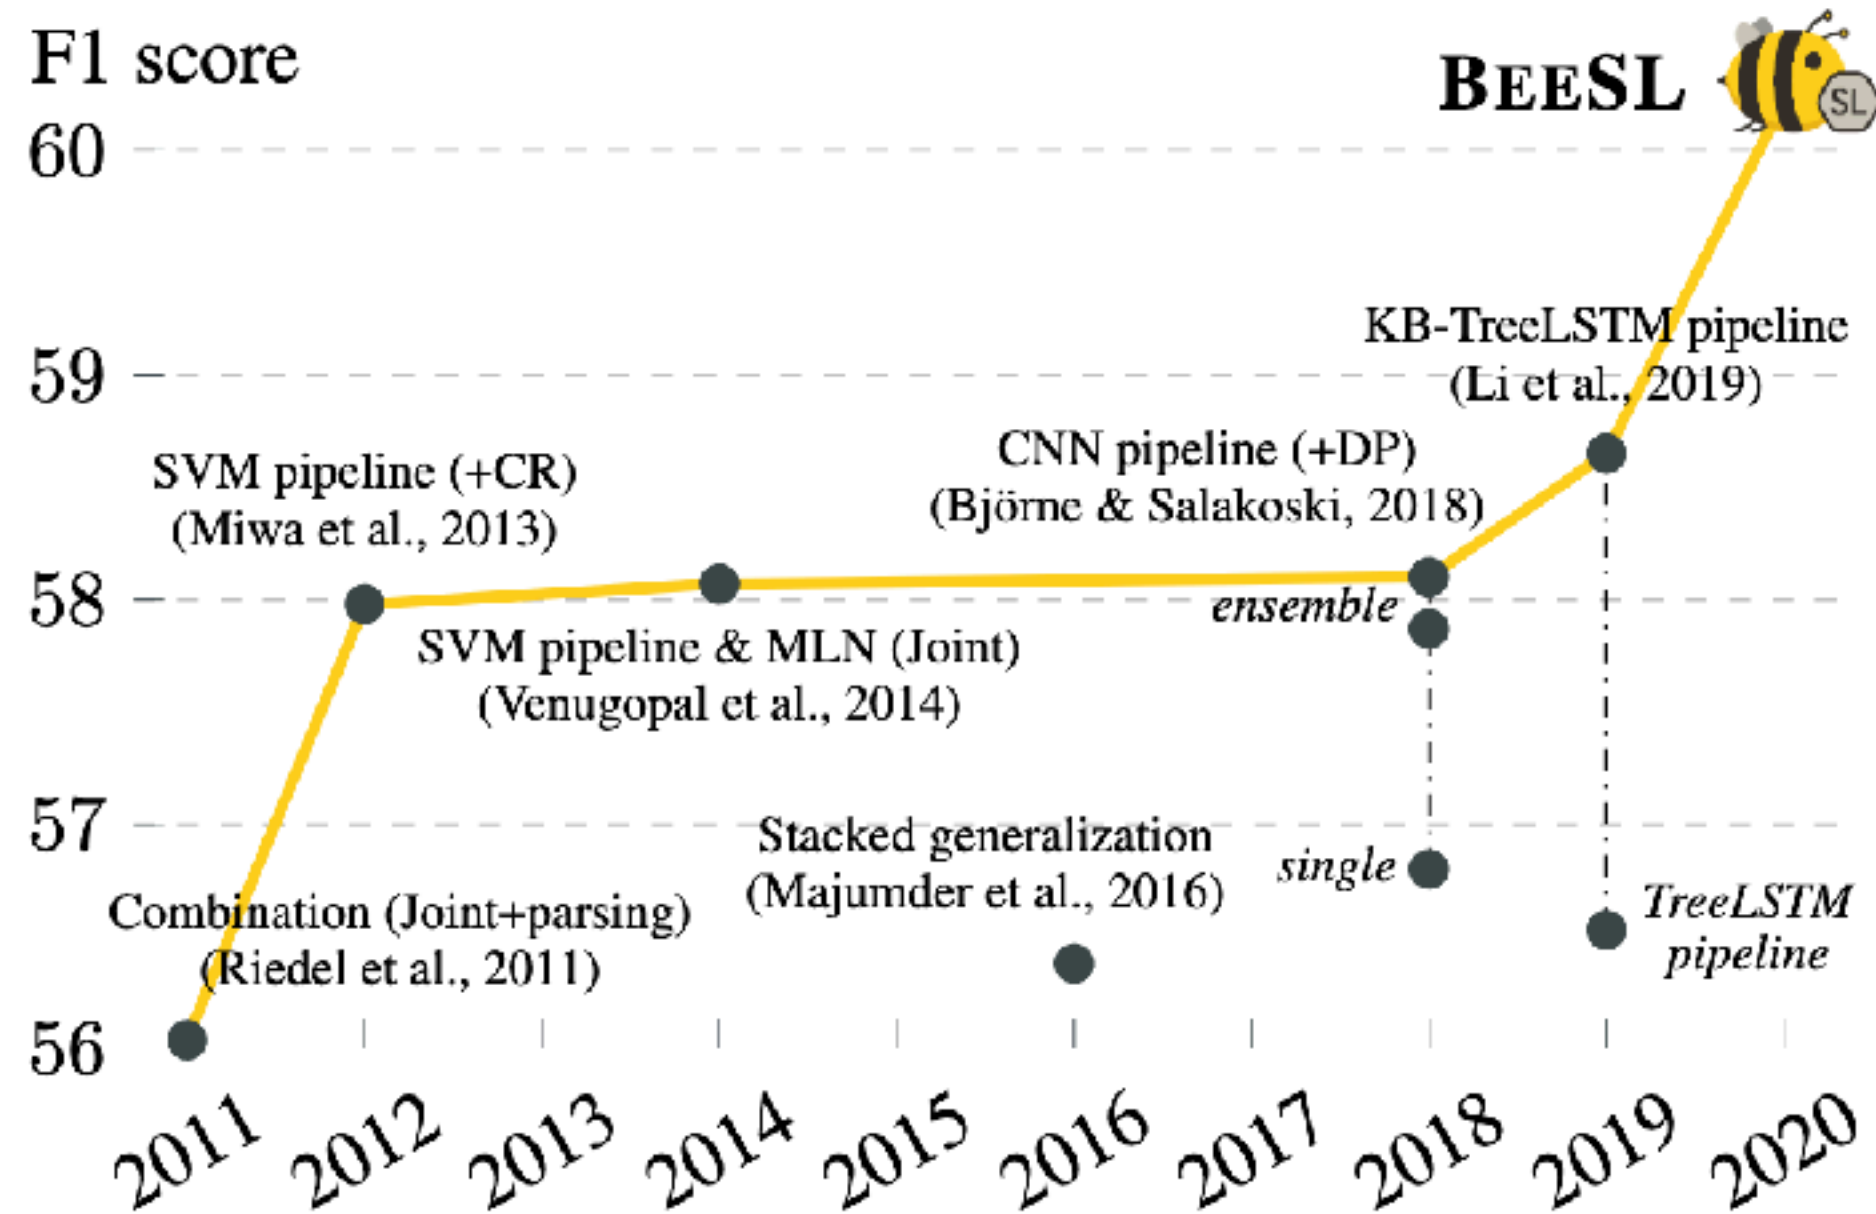 F1 score
BEESL
SL
60
KB-TreeLSTM pipeline
59
(Li et al., 2019)
CNN pipeline (+DP)
(Björne & Salakoski, 2018)
SVM pipeline (+CR)
(Miwa et al., 2013)
58
ensemble
SVM pipeline & MLN (Joint)
(Venugopal et al., 2014)
57
Stacked generalization
(Majumder et al., 2016)
single
TreeLSTM
pipeline
Combination (Joint+parsing)
(Riedel et al., 2011)
56
2011 2012 2013 2014 2015 2016 2017 2018 2019 2020